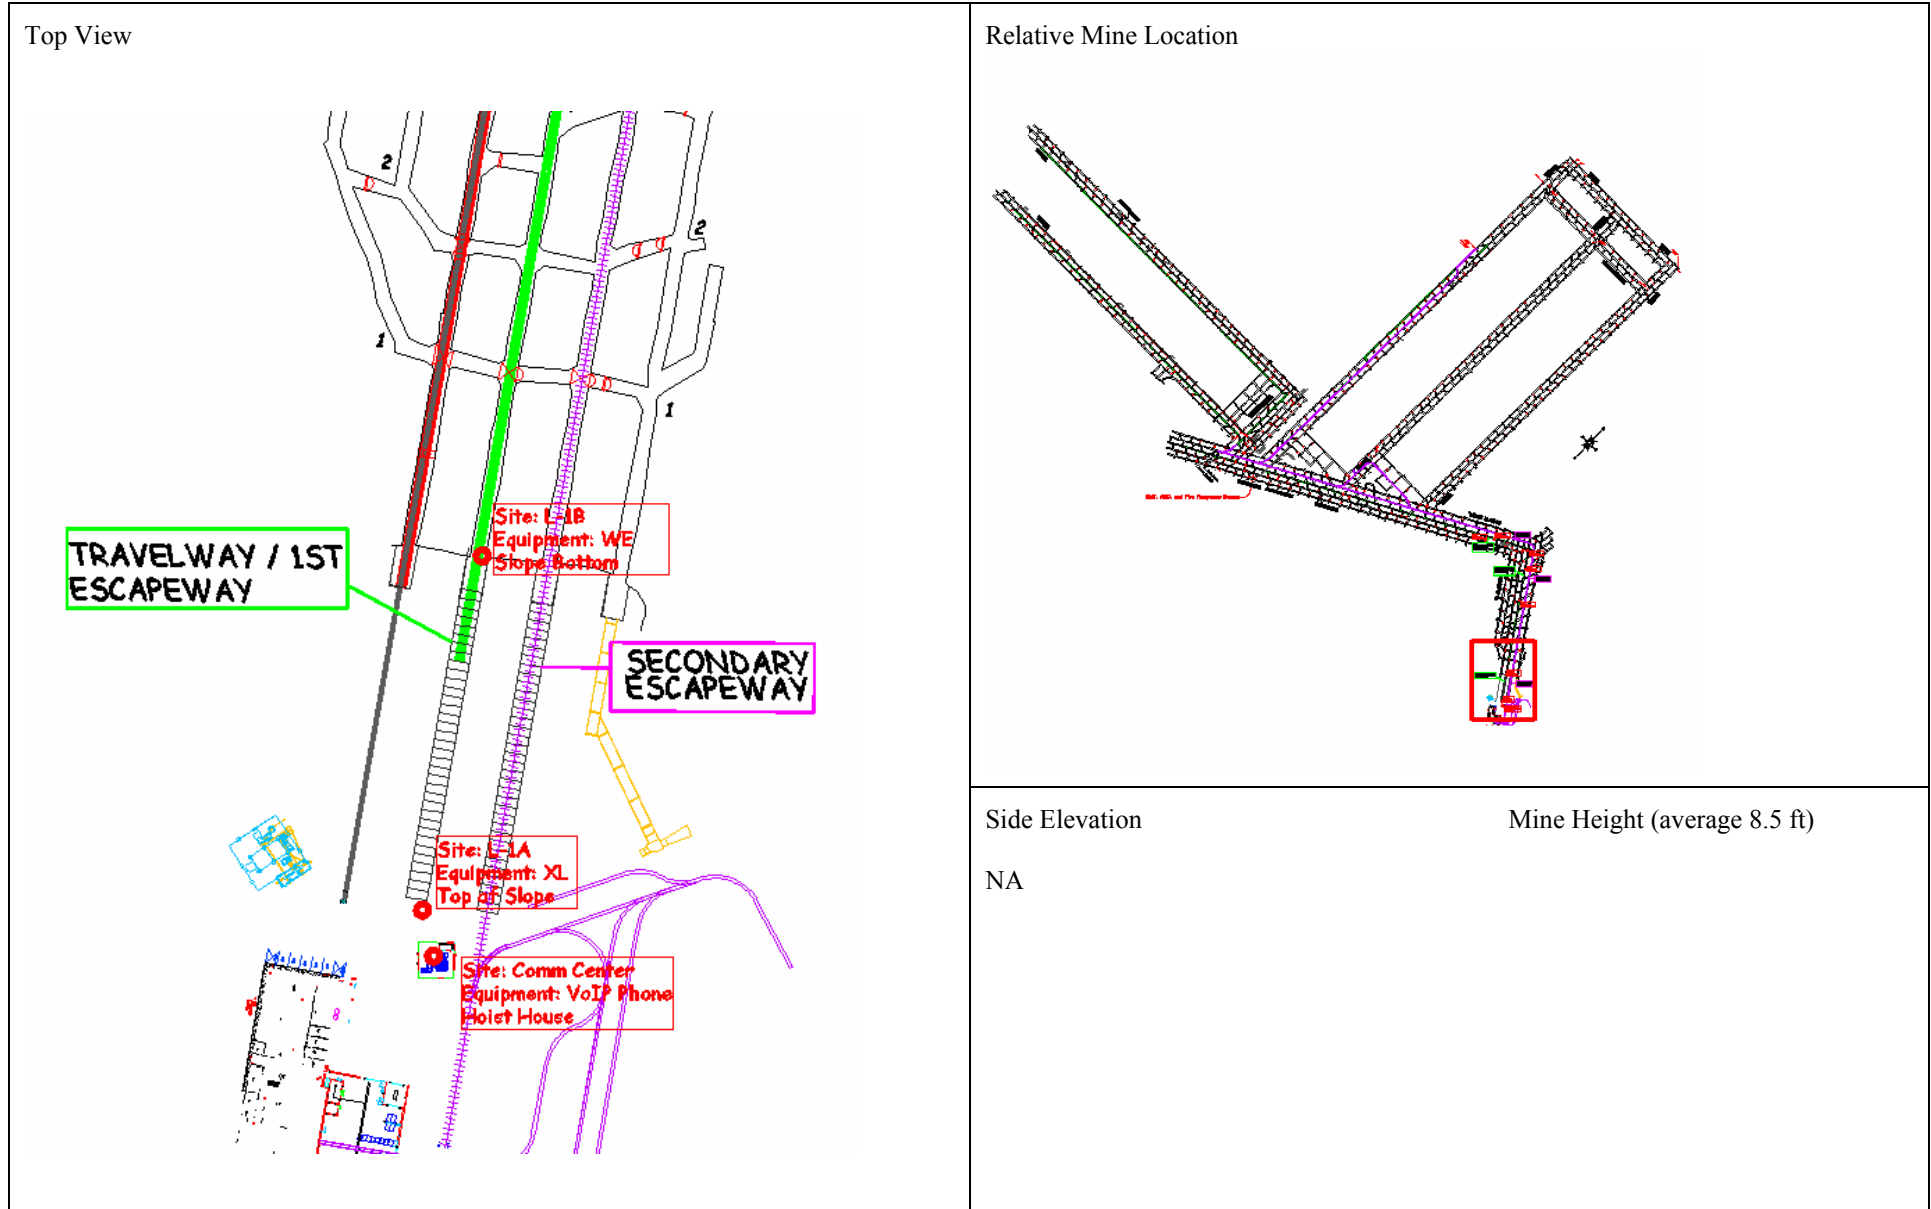 Top View
2
2
1
1
Site: L-1B
Equipment: WE
Slope Bottom
TRAVELWAY / 1ST
ESCAPEWAY
SECONDARY
ESCAPEWAY
Site: L-1A
Equipment: XL
Top of Slope
Site: Comm Center
Equipment: VoIP Phone
Hoist House
Relative Mine Location
Side Elevation
Mine Height (average 8.5 ft)
NA